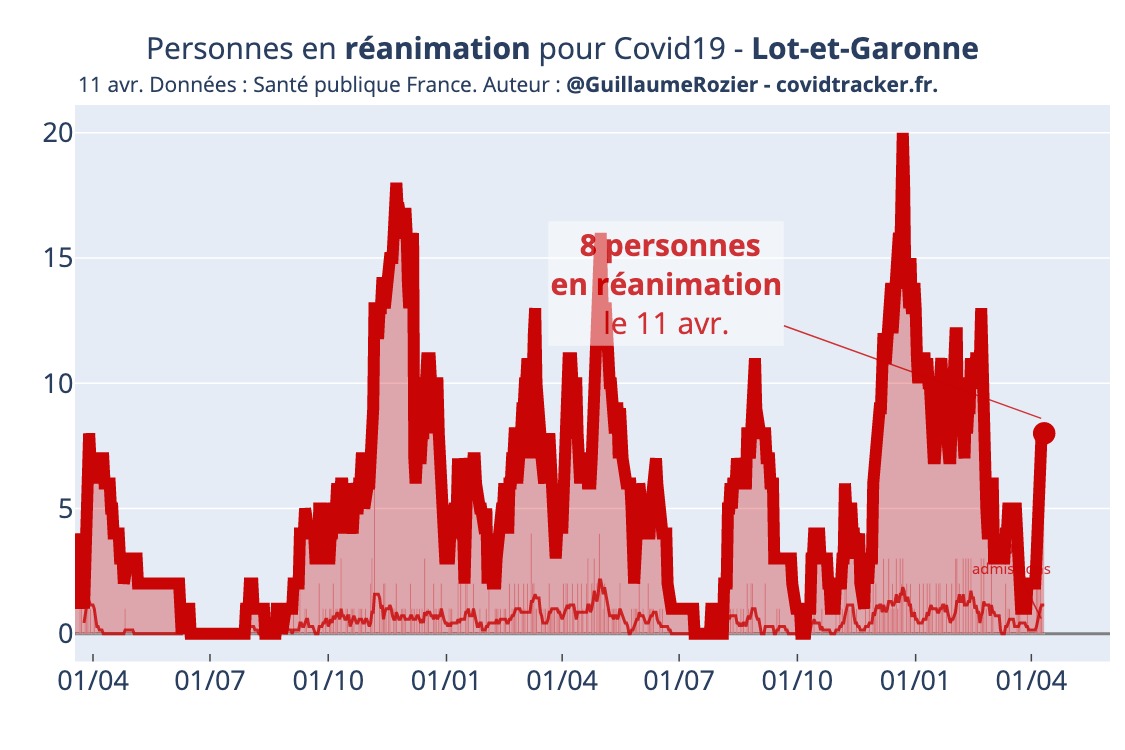 Personnes en réanimation pour Covid19 - Lot-et-Garonne
11 avr. Données : Santé publique France. Auteur : @GuillaumeRozier - covidtracker.fr.
20
15
10
5
0
8 personnes
en réanimation
le 11 avr.
admissions
01/04 01/07 01/10 01/01 01/04 01/07 01/10 01/01 01/04